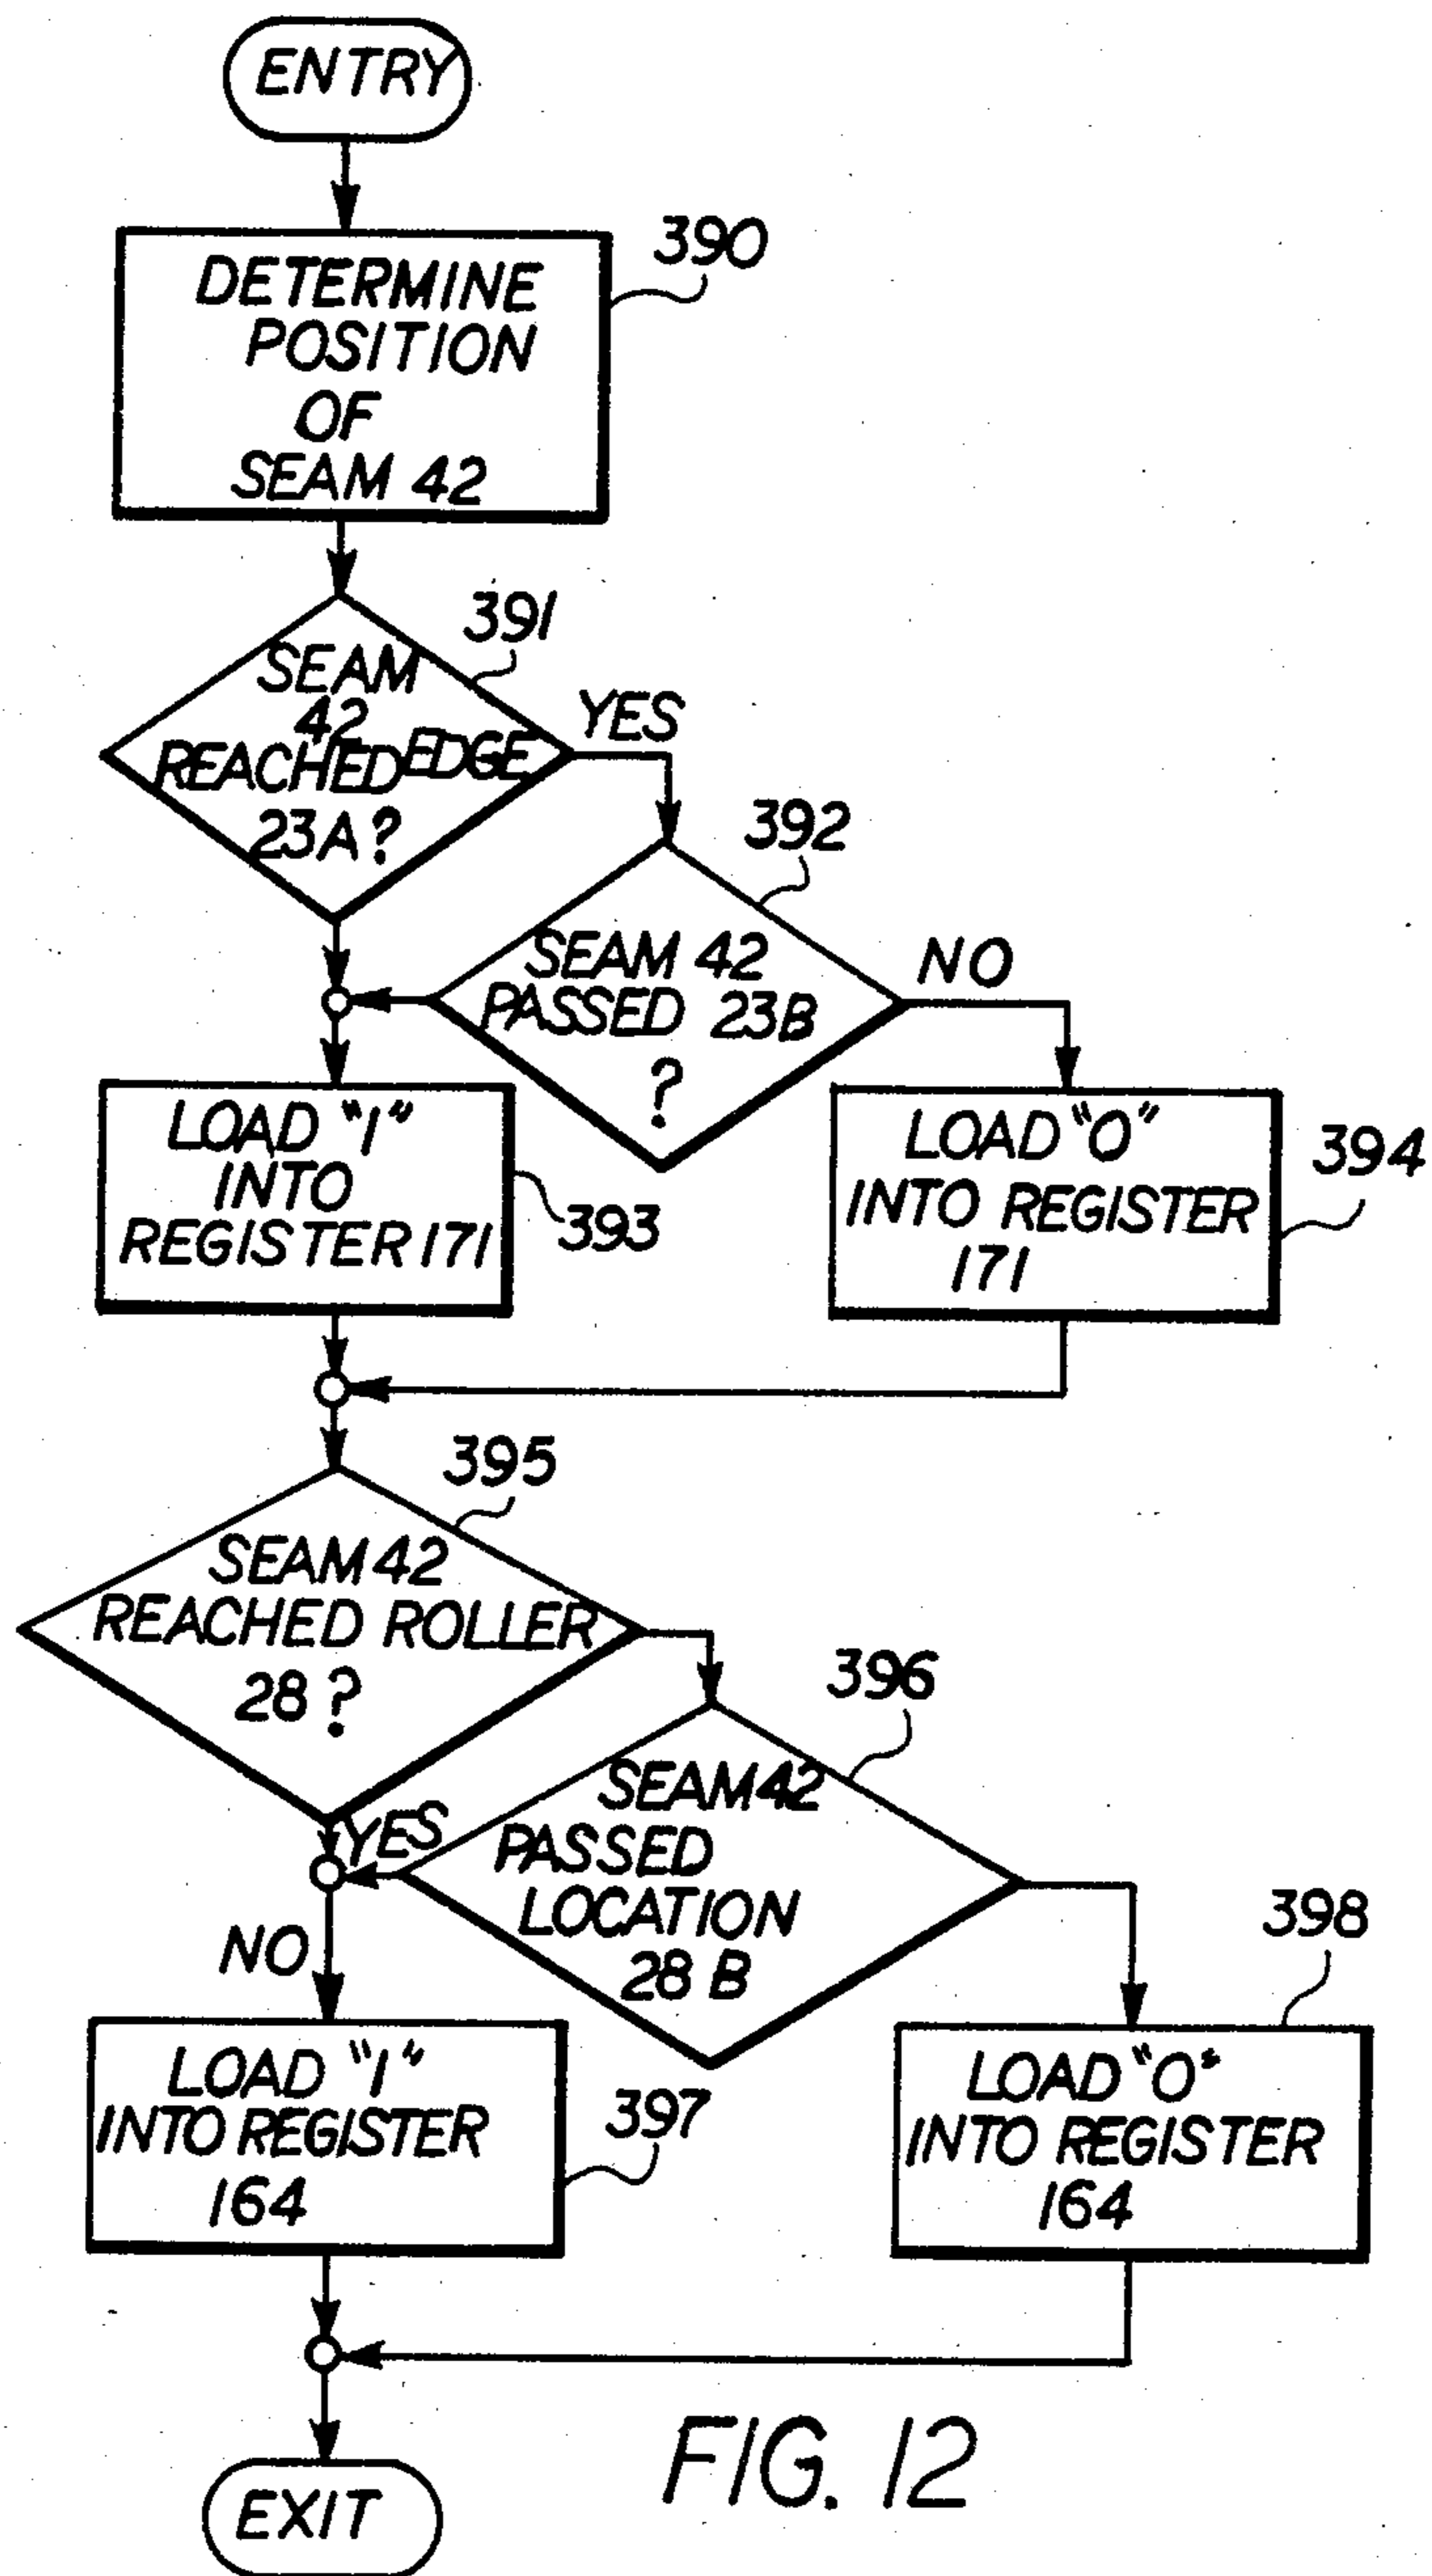 ENTRY
390
DETERMINE
POSITION
OF
SEAM 42
391
SEAM
42
REACHED EDGE
23A?
YES
392
SEAM 42
PASSED 23B
?
NO
LOAD "1"
INTO
REGISTER 171
393
LOAD "0"
INTO REGISTER
171
394
395
SEAM 42
REACHED ROLLER
28?
YES
396
SEAM 42
PASSED
LOCATION
28B
NO
398
LOAD "1"
INTO REGISTER
164
397
LOAD "0"
INTO REGISTER
164
EXIT
FIG. 12